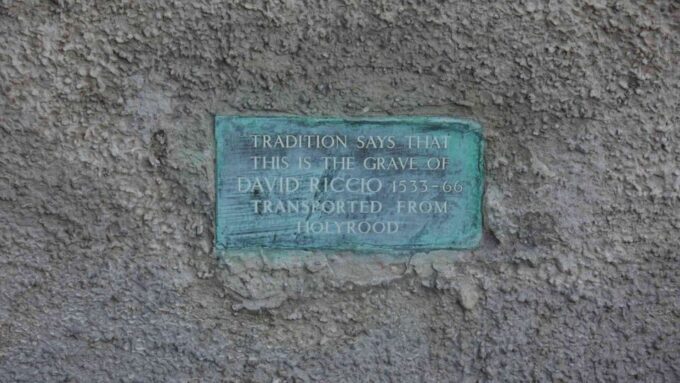 TRADITION SAYS THAT
THIS IS THE GRAVE OF
DAVID RICCIO 1533-66
TRANSPORTED FROM
HOLYROOD